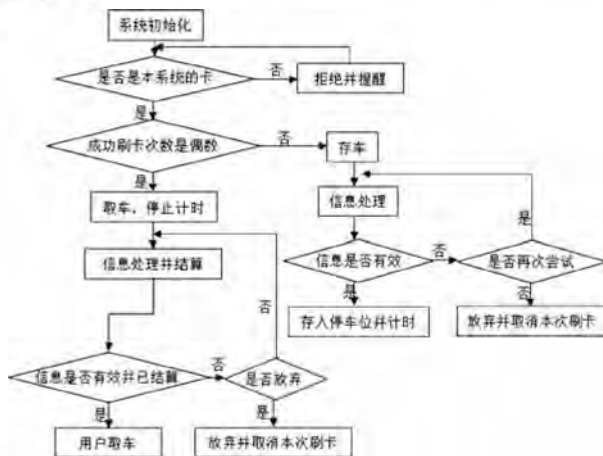 系统初始化
是否是本系统的卡
否
拒绝并提醒
是
成功刷卡次数是偶数
否
存车
是
取车、停止计时
信息处理
是
信息处理并结算
信息是否有效
否
是否再次尝试
否
是
否
存入停车位并计时
放弃并取消本次刷卡
信息是否有效并已结算
否
是否放弃
是
是
用户取车
放弃并取消本次刷卡